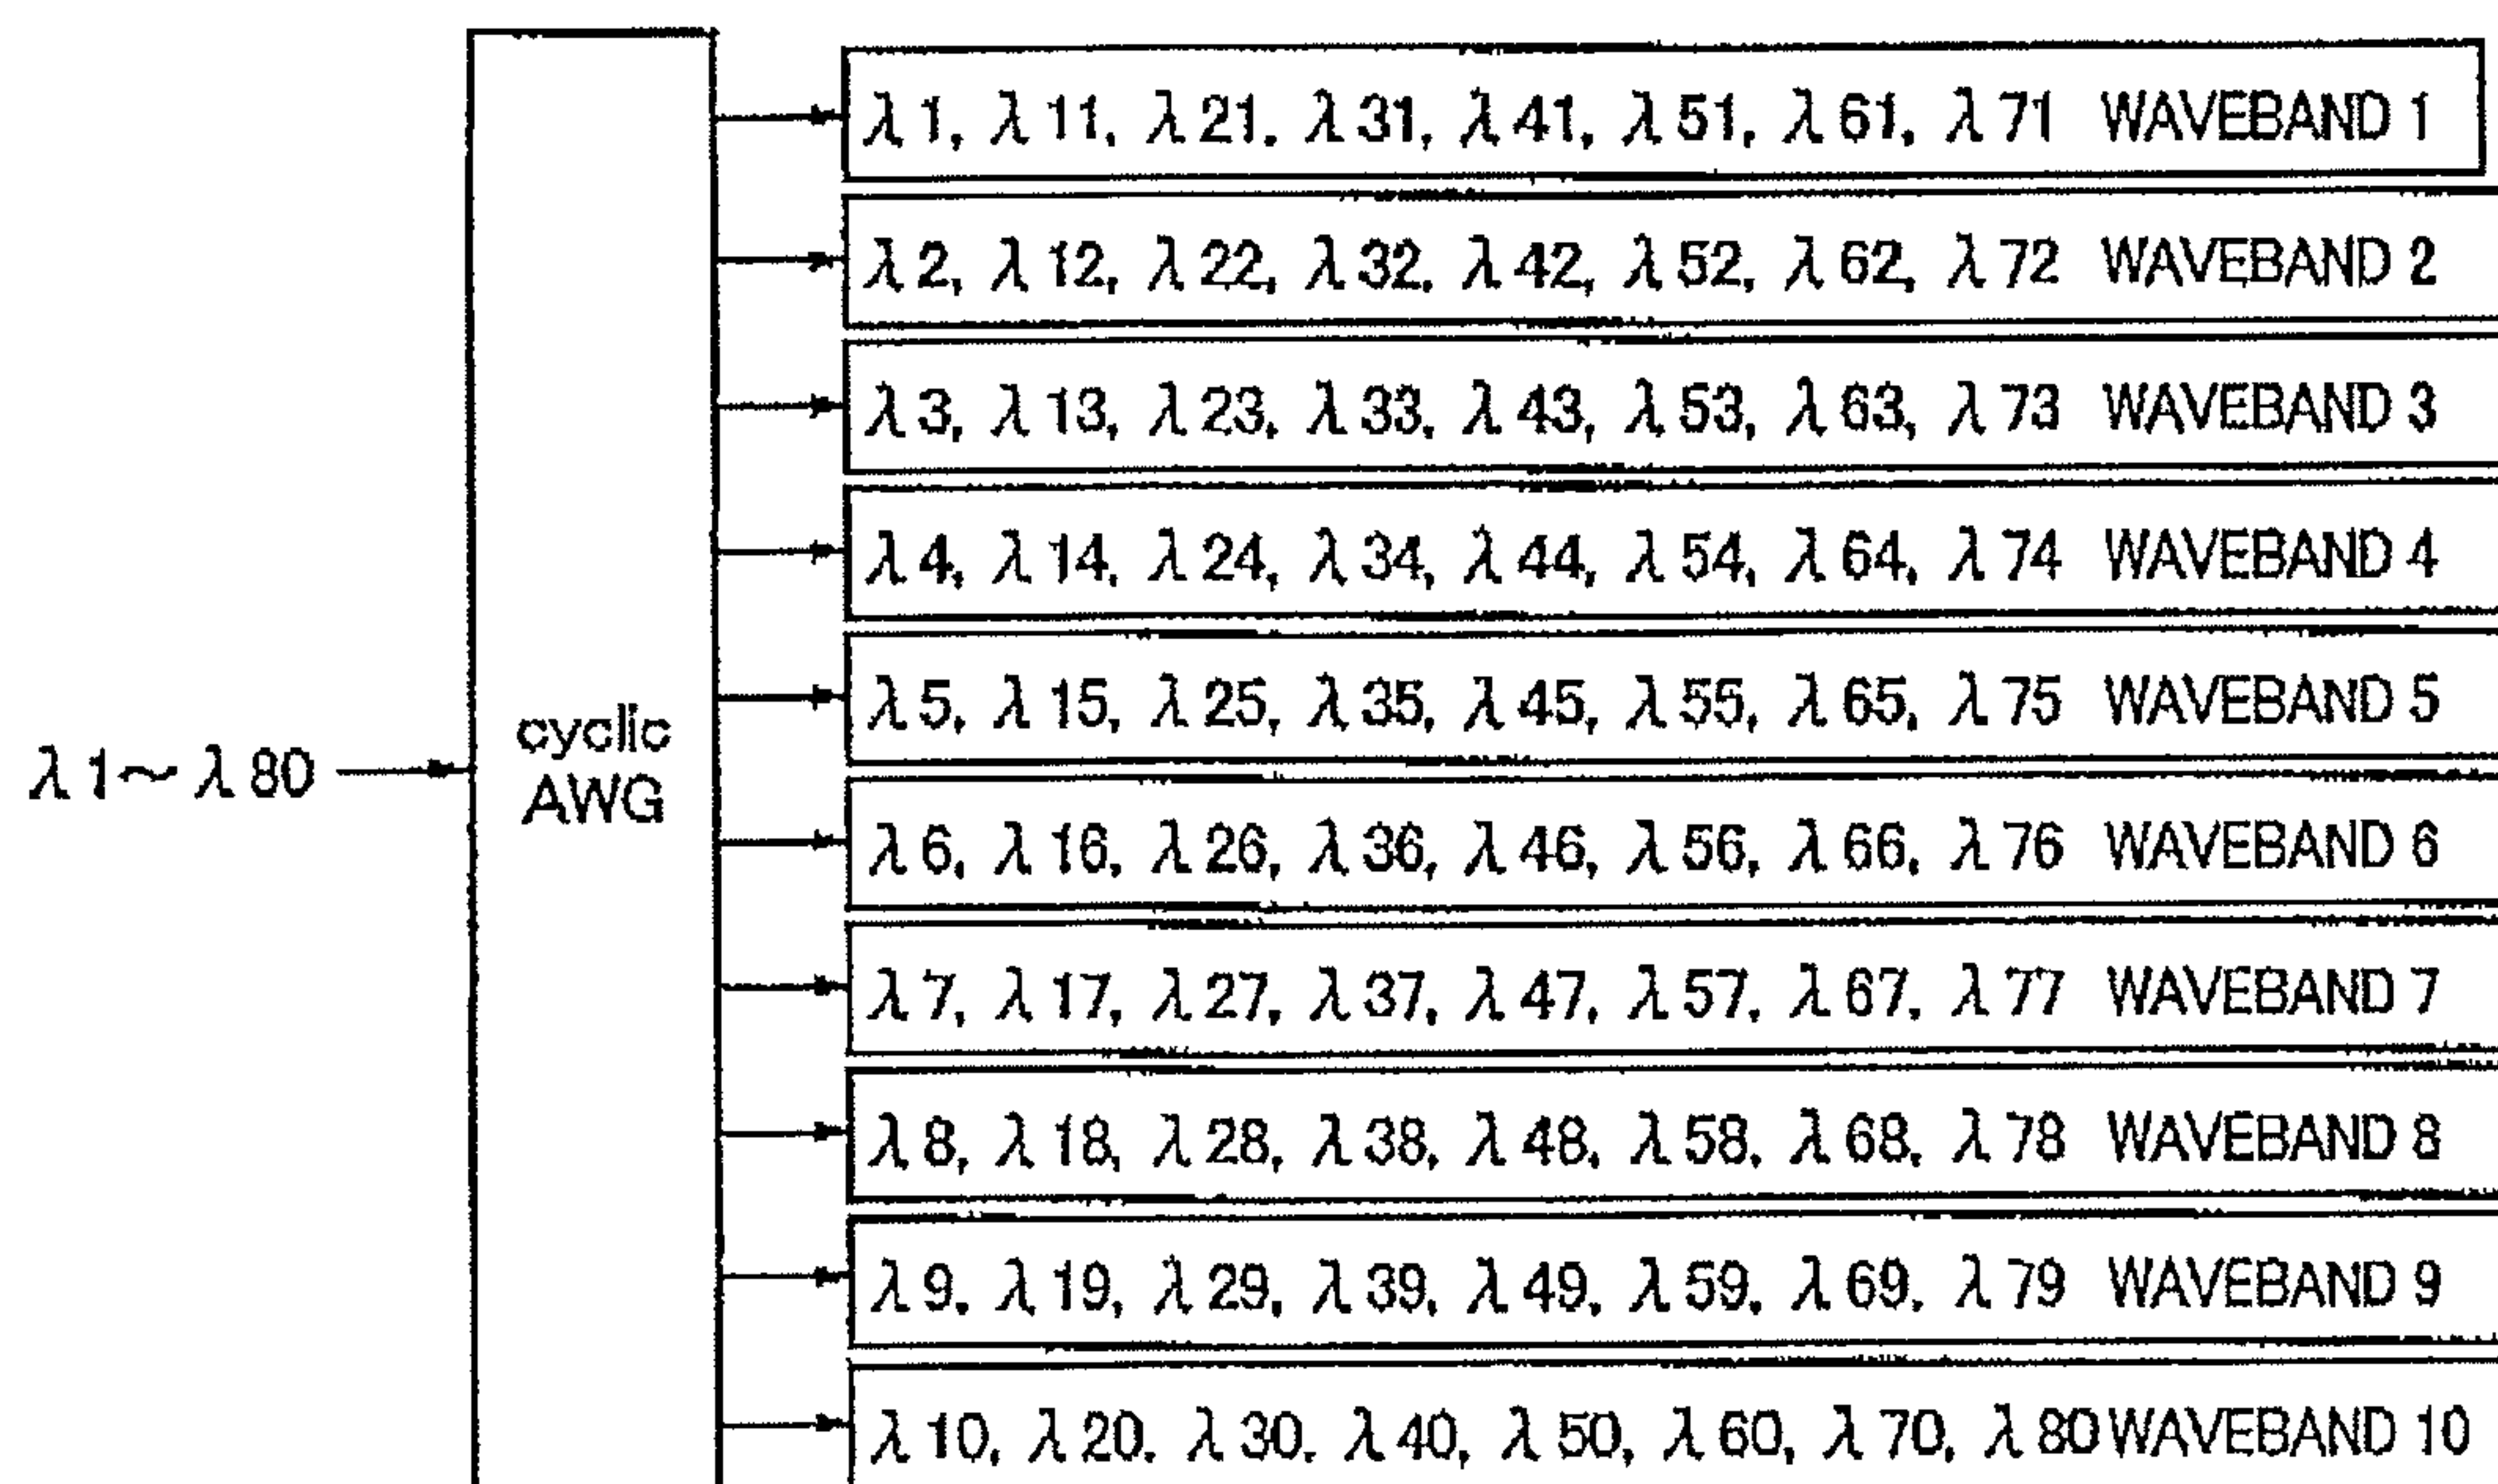 λ1, λ11, λ21, λ31, λ41, λ51, λ61, λ71 WAVEBAND 1
λ2, λ12, λ22, λ32, λ42, λ52, λ62, λ72 WAVEBAND 2
λ3, λ13, λ23, λ33, λ43, λ53, λ63, λ73 WAVEBAND 3
λ4, λ14, λ24, λ34, λ44, λ54, λ64, λ74 WAVEBAND 4
λ5, λ15, λ25, λ35, λ45, λ55, λ65, λ75 WAVEBAND 5
λ1~λ80
cyclic
AWG
λ6, λ16, λ26, λ36, λ46, λ56, λ66, λ76 WAVEBAND 6
λ7, λ17, λ27, λ37, λ47, λ57, λ67, λ77 WAVEBAND 7
λ8, λ18, λ28, λ38, λ48, λ58, λ68, λ78 WAVEBAND 8
λ9, λ19, λ29, λ39, λ49, λ59, λ69, λ79 WAVEBAND 9
λ10, λ20, λ30, λ40, λ50, λ60, λ70, λ80 WAVEBAND 10